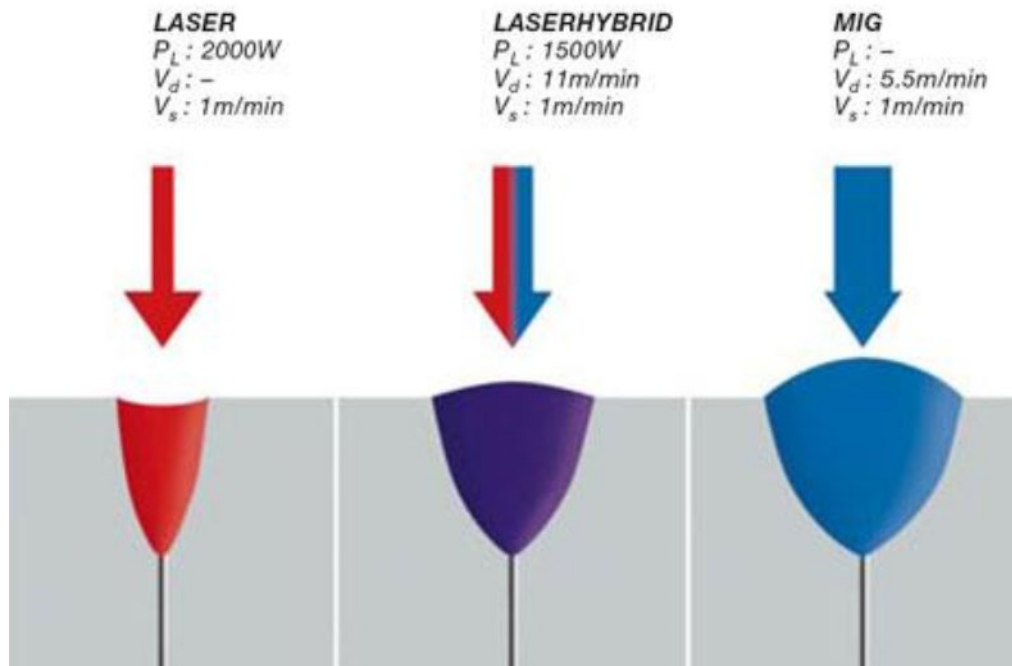 LASER
P_L : 2000W
V_d : –
V_s : 1m/min
LASERHYBRID
P_L : 1500W
V_d : 11m/min
V_s : 1m/min
MIG
P_L : –
V_d : 5.5m/min
V_s : 1m/min